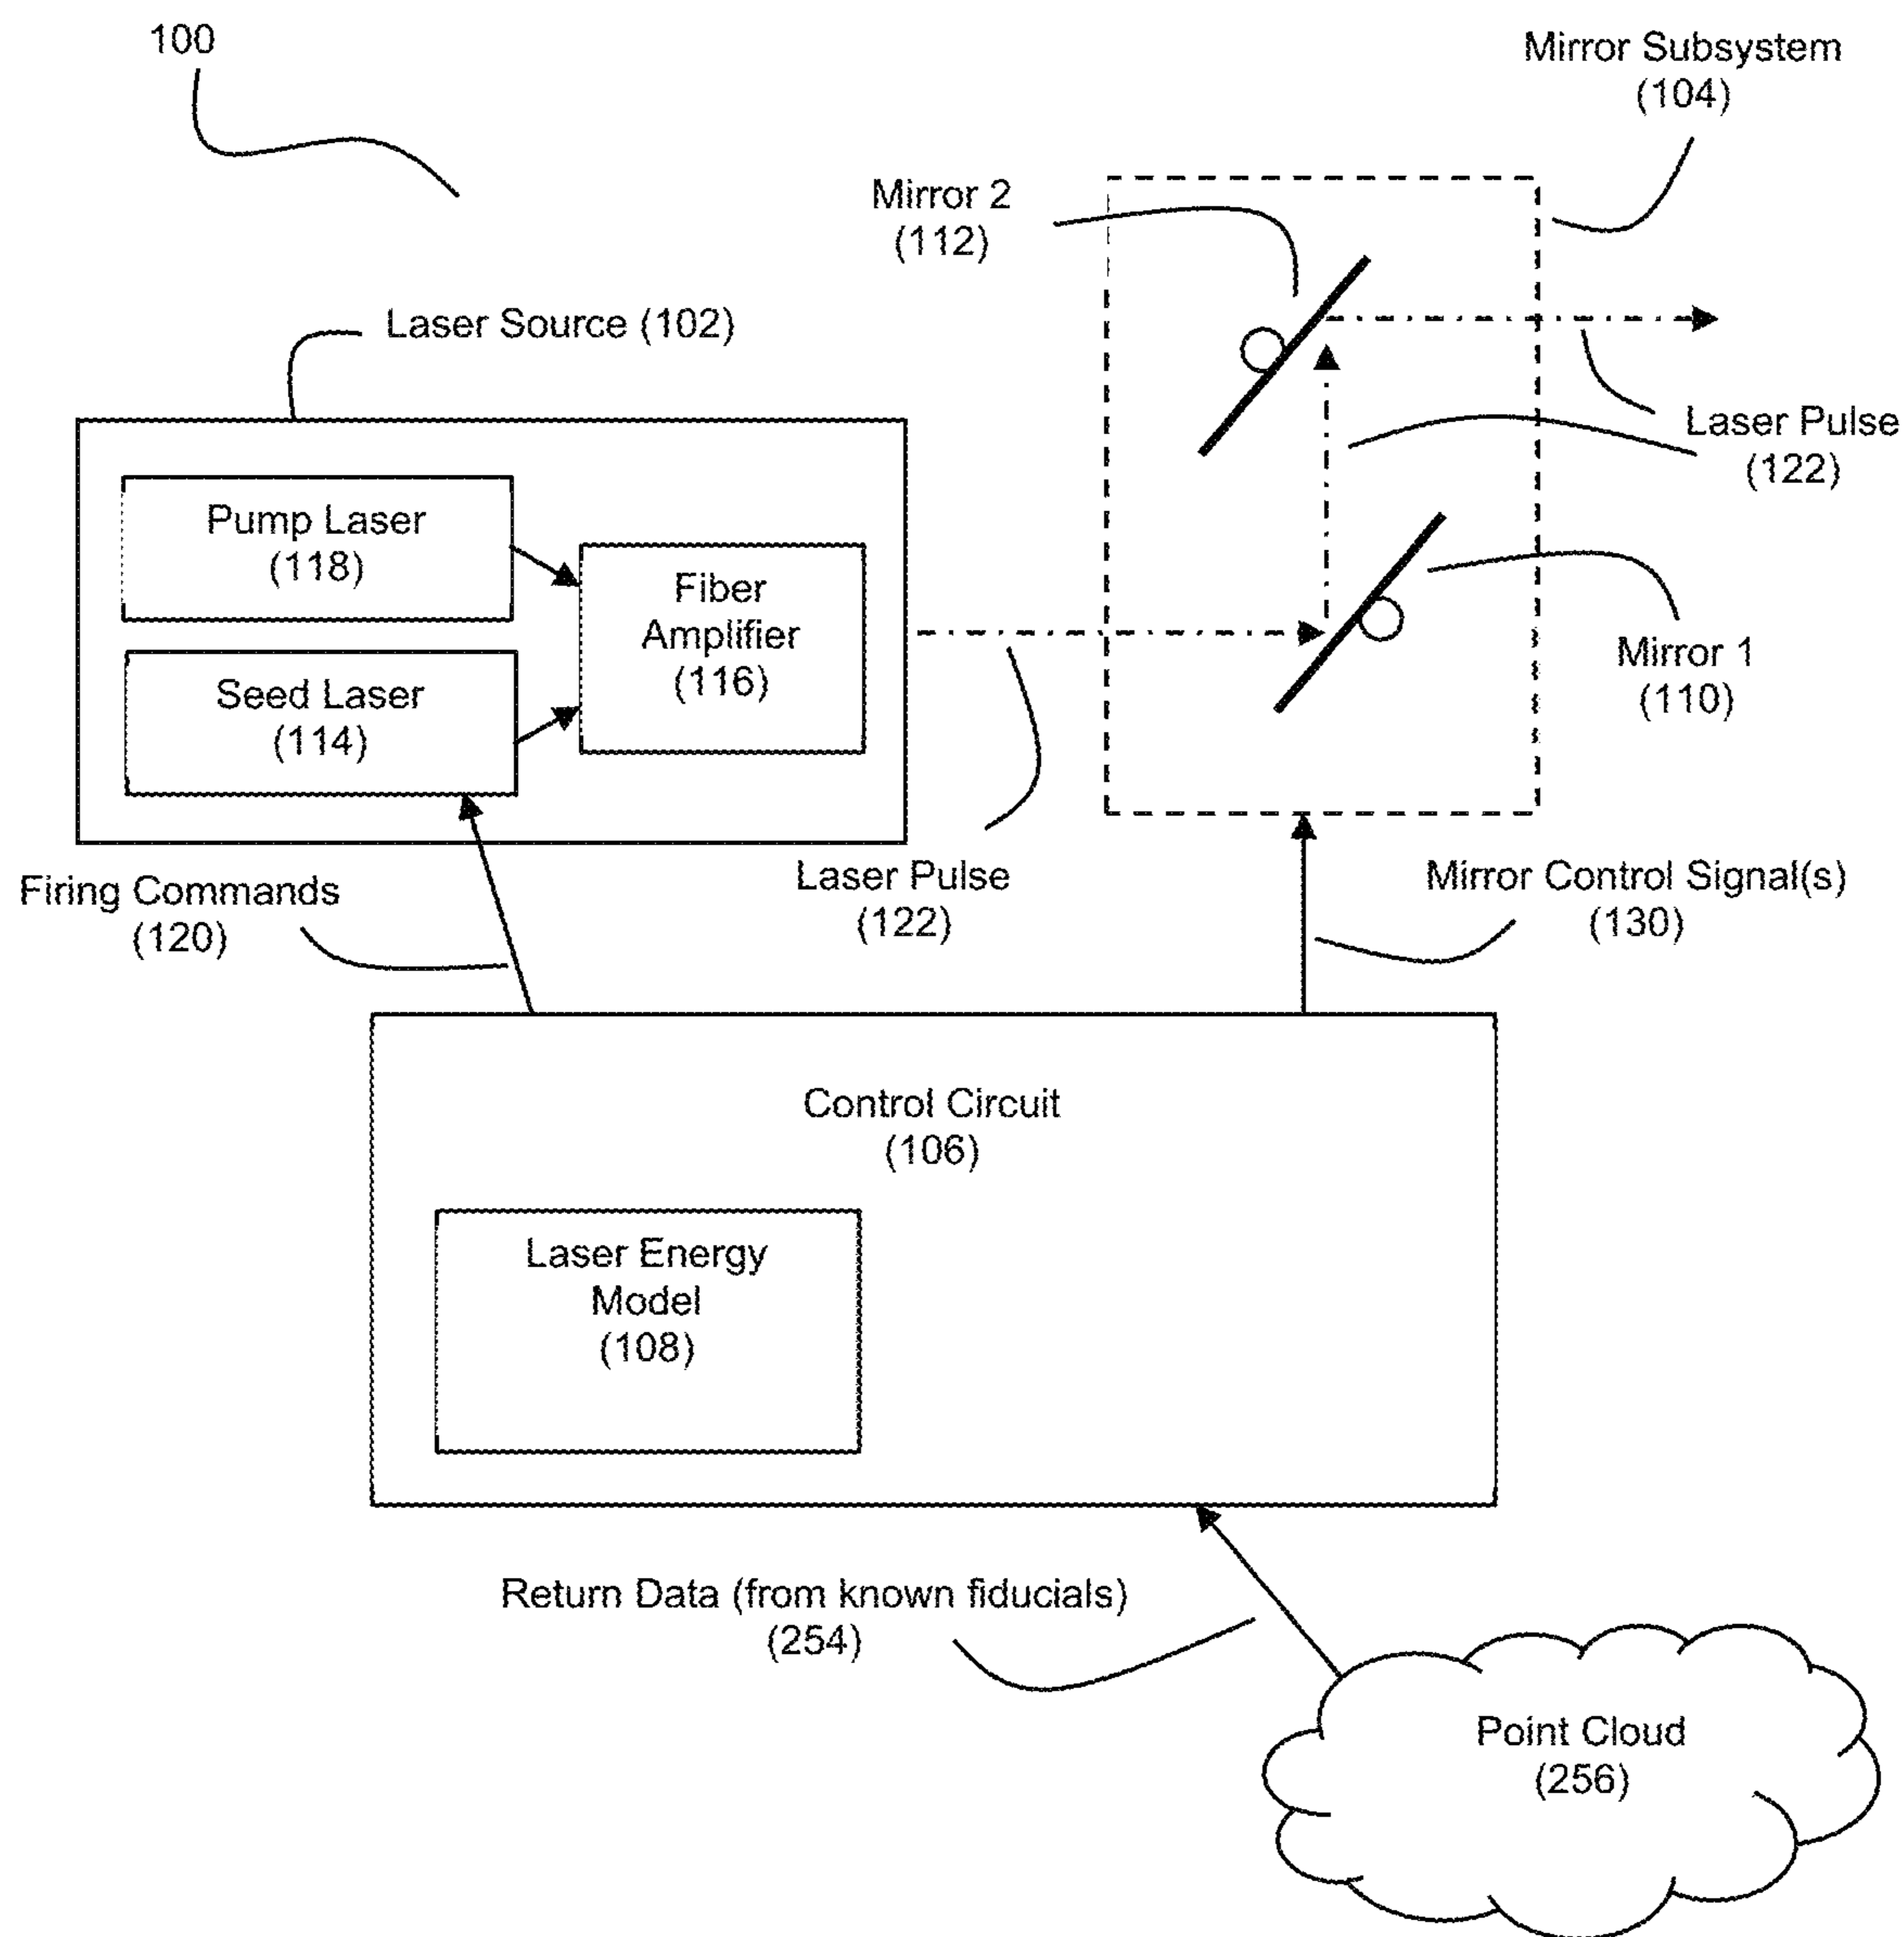 100
Mirror Subsystem
(104)
Mirror 2
(112)
Laser Source (102)
Laser Pulse
(122)
Pump Laser
(118)
Fiber
Amplifier
(116)
Seed Laser
(114)
Mirror 1
(110)
Firing Commands
(120)
Laser Pulse
(122)
Mirror Control Signal(s)
(130)
Control Circuit
(106)
Laser Energy
Model
(108)
Return Data (from known fiducials)
(254)
Point Cloud
(256)